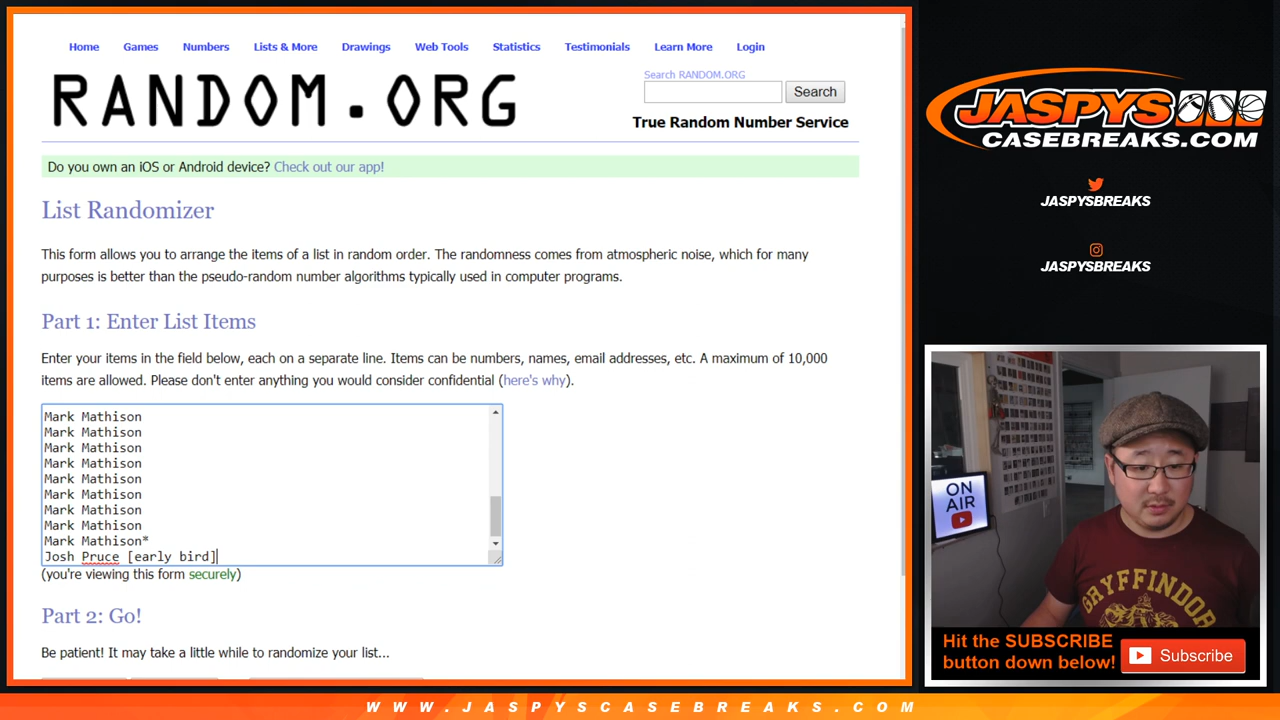 Home Games Numbers Lists & More Drawings Web Tools Statistics Testimonials Learn More Login
RANDOM.ORG
Search RANDOM.ORG
Search
True Random Number Service
Do you own an iOS or Android device? Check out our app!
List Randomizer
This form allows you to arrange the items of a list in random order. The randomness comes from atmospheric noise, which for many
purposes is better than the pseudo-random number algorithms typically used in computer programs.
Part 1: Enter List Items
Enter your items in the field below, each on a separate line. Items can be numbers, names, email addresses, etc. A maximum of 10,000
items are allowed. Please don't enter anything you would consider confidential (here's why).
Mark Mathison
Mark Mathison
Mark Mathison
Mark Mathison
Mark Mathison
Mark Mathison
Mark Mathison
Mark Mathison
Mark Mathison*
Josh Pruce [early bird]
(you're viewing this form securely)
Part 2: Go!
Be patient! It may take a little while to randomize your list...
JASPYS
CASEBREAKS.COM
JASPYSBREAKS
JASPYSBREAKS
ON
AIR
GRYFFINDOR
Hit the SUBSCRIBE
button down below!
Subscribe
WWW.JASPYSCASEBREAKS.COM